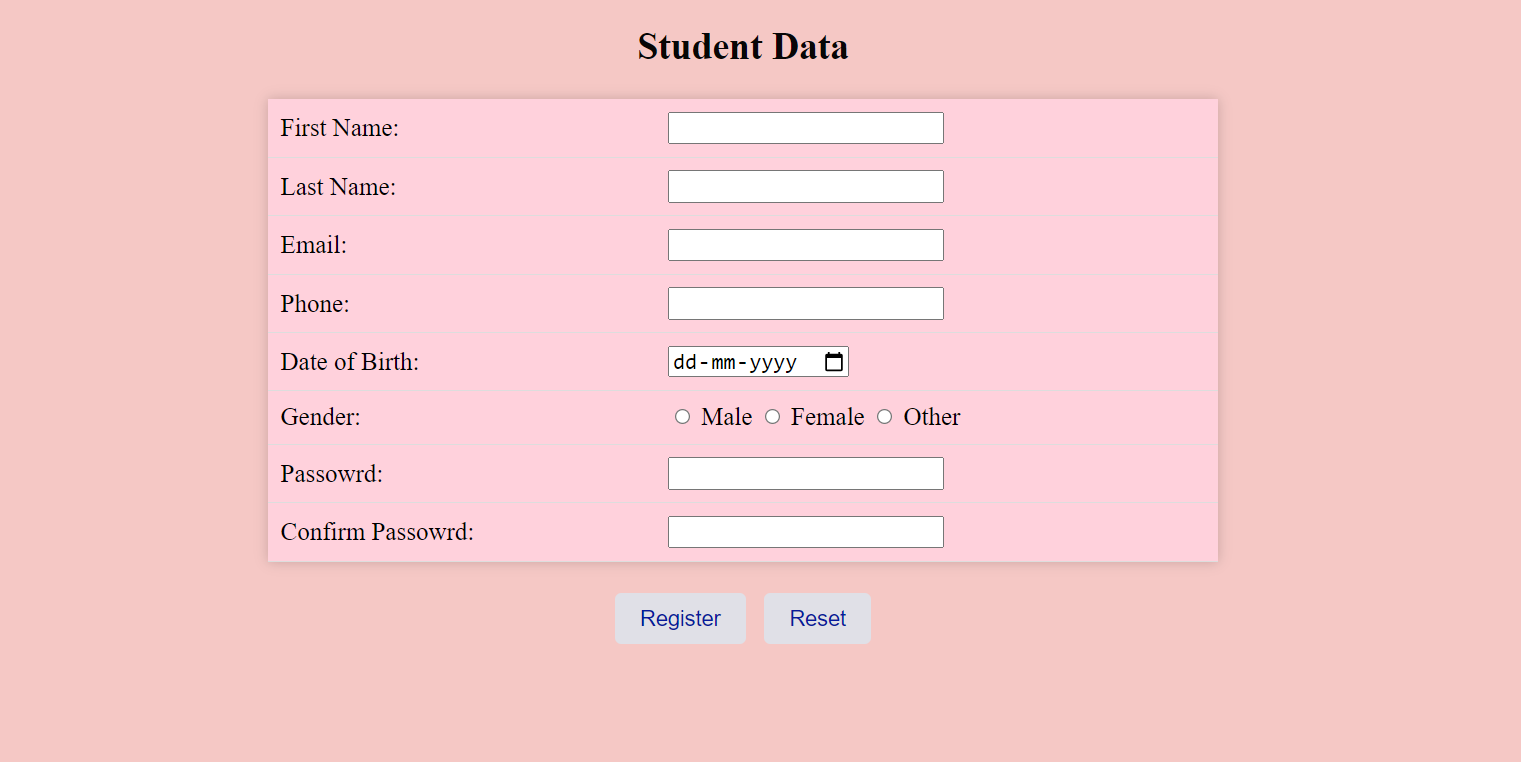 Student Data
First Name:
Last Name:
Email:
Phone:
Date of Birth: dd-mm-yyyy
Gender: Male Female Other
Passowrd:
Confirm Passowrd:
Register Reset